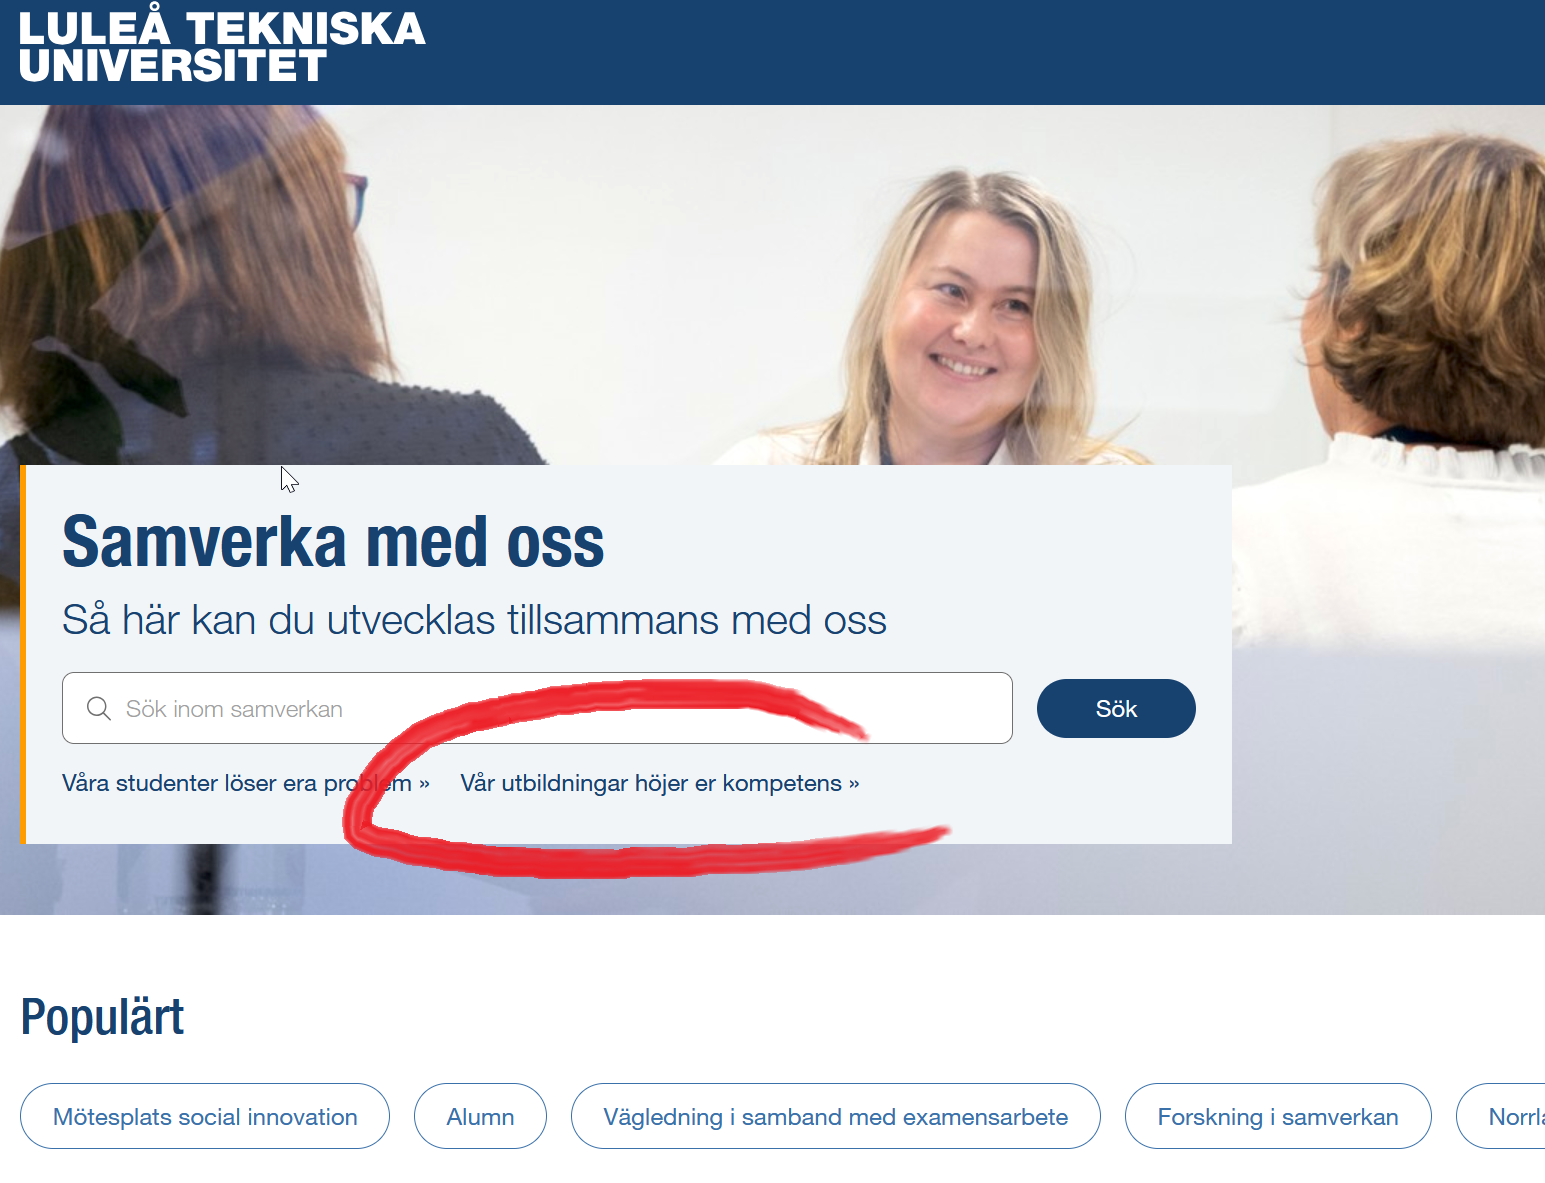 LULEÅ TEKNISKA
UNIVERSITET
Samverka med oss
Så här kan du utvecklas tillsammans med oss
Sök inom samverkan
Sök
Våra studenter löser era problem » Vår utbildningar höjer er kompetens »
Populärt
Mötesplats social innovation Alumn Vägledning i samband med examensarbete Forskning i samverkan